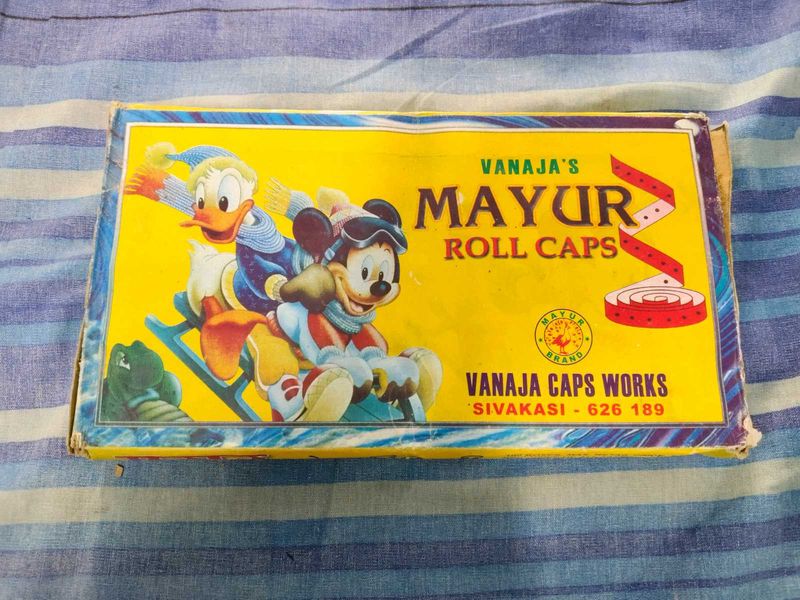 VANAJA'S
MAYUR
ROLL CAPS
MAYUR
BRAND
VANAJA CAPS WORKS
SIVAKASI - 626 189